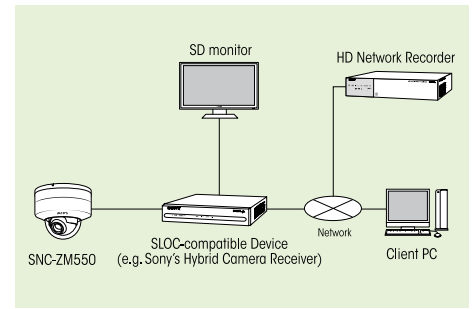 SD monitor
HD Network Recorder
SNC-ZM550
SLOC-compatible Device
(e.g. Sony's Hybrid Camera Receiver)
Network
Client PC